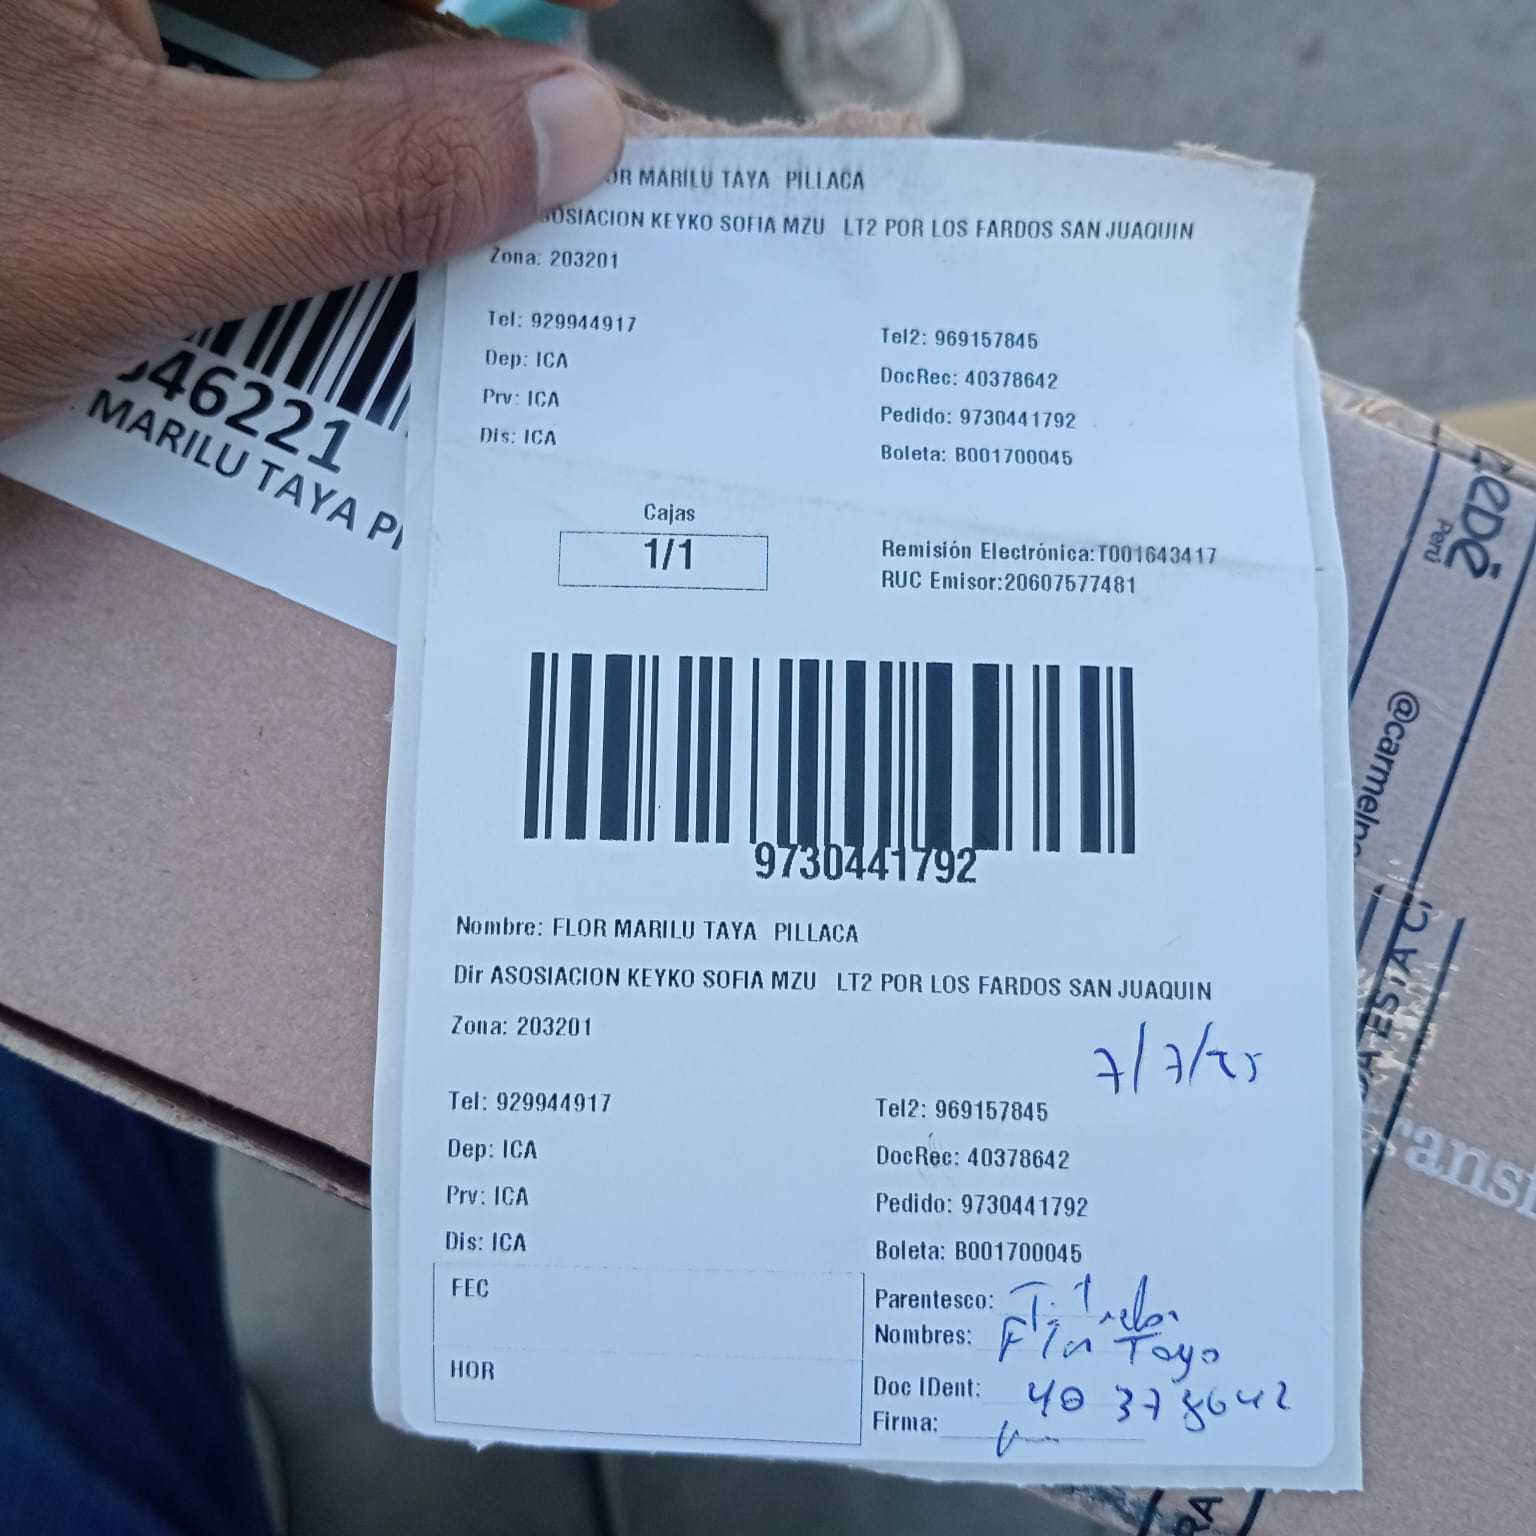 OR MARILU TAYA PILLACA
SOSIACION KEYKO SOFIA MZU LT2 POR LOS FARDOS SAN JUAQUIN
Zona: 203201
Tel: 929944917
Tel2: 969157845
Dep: ICA
DocRec: 40378642
Prv: ICA
Pedido: 9730441792
Dis: ICA
Boleta: B001700045
Cajas
1/1
Remisión Electrónica:T001643417
RUC Emisor:20607577481
9730441792
Nombre: FLOR MARILU TAYA PILLACA
Dir ASOSIACION KEYKO SOFIA MZU LT2 POR LOS FARDOS SAN JUAQUIN
Zona: 203201
7/7/25
Tel: 929944917
Tel2: 969157845
Dep: ICA
DocRec: 40378642
Prv: ICA
Pedido: 9730441792
Dis: ICA
Boleta: B001700045
FEC
Parentesco:
Nombres: Flor Taya
HOR
Doc IDent: 40378642
Firma:
46221
MARILU TAYA PI
Perú
@carmel